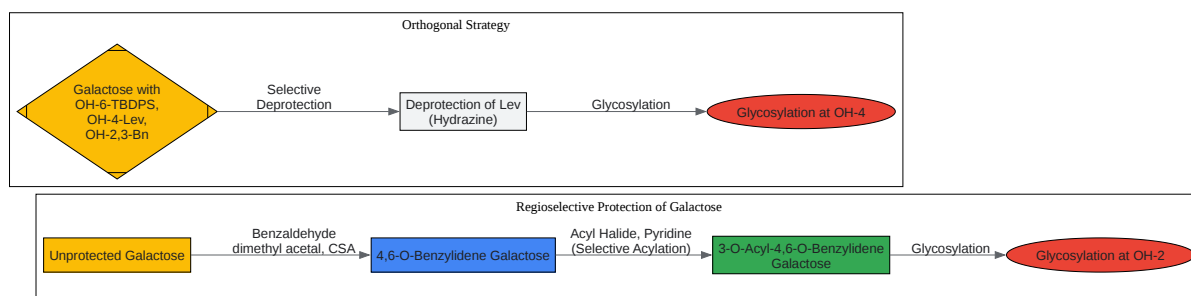 Orthogonal Strategy
Galactose with
OH-6-TBDPS,
OH-4-Lev,
OH-2,3-Bn
Selective
Deprotection
Deprotection of Lev
(Hydrazine)
Glycosylation
Glycosylation at OH-4
Regioselective Protection of Galactose
Unprotected Galactose
Benzaldehyde
dimethyl acetal, CSA
4,6-O-Benzylidene Galactose
Acyl Halide, Pyridine
(Selective Acylation)
3-O-Acyl-4,6-O-Benzylidene
Galactose
Glycosylation
Glycosylation at OH-2